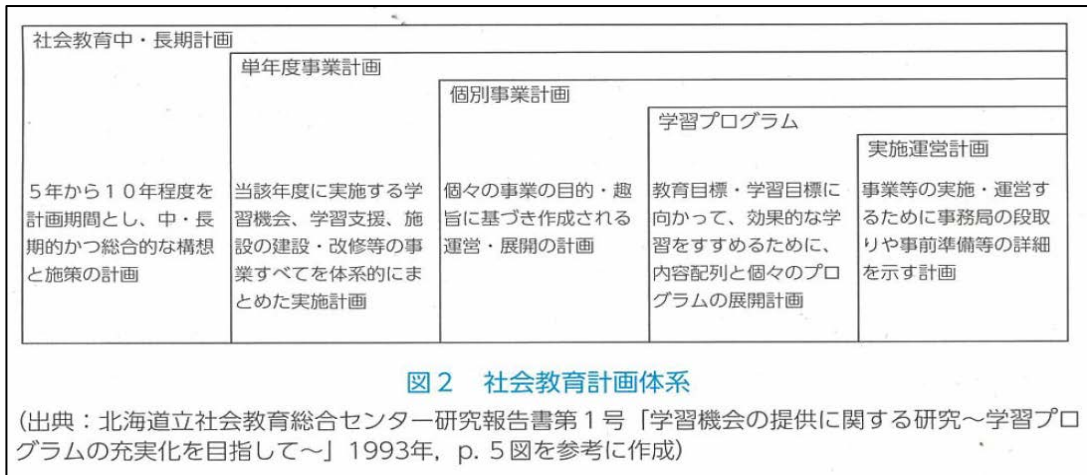 社会教育中・長期計画
単年度事業計画
個別事業計画
学習プログラム
実施運営計画
5年から10年程度を
計画期間とし、中・長
期的かつ総合的な構想
と施策の計画
当該年度に実施する学
習機会、学習支援、施
設の建設・改修等の事
業すべてを体系的にま
とめた実施計画
個々の事業の目的・趣
旨に基づき作成される
運営・展開の計画
教育目標・学習目標に
向かって、効果的な学
習をすすめるために、
内容配列と個々のプロ
グラムの展開計画
事業等の実施・運営す
るために事務局の段取
りや事前準備等の詳細
を示す計画
図2 社会教育計画体系
(出典:北海道立社会教育総合センター研究報告書第1号「学習機会の提供に関する研究~学習プロ
グラムの充実化を目指して~」1993年,p.5図を参考に作成)